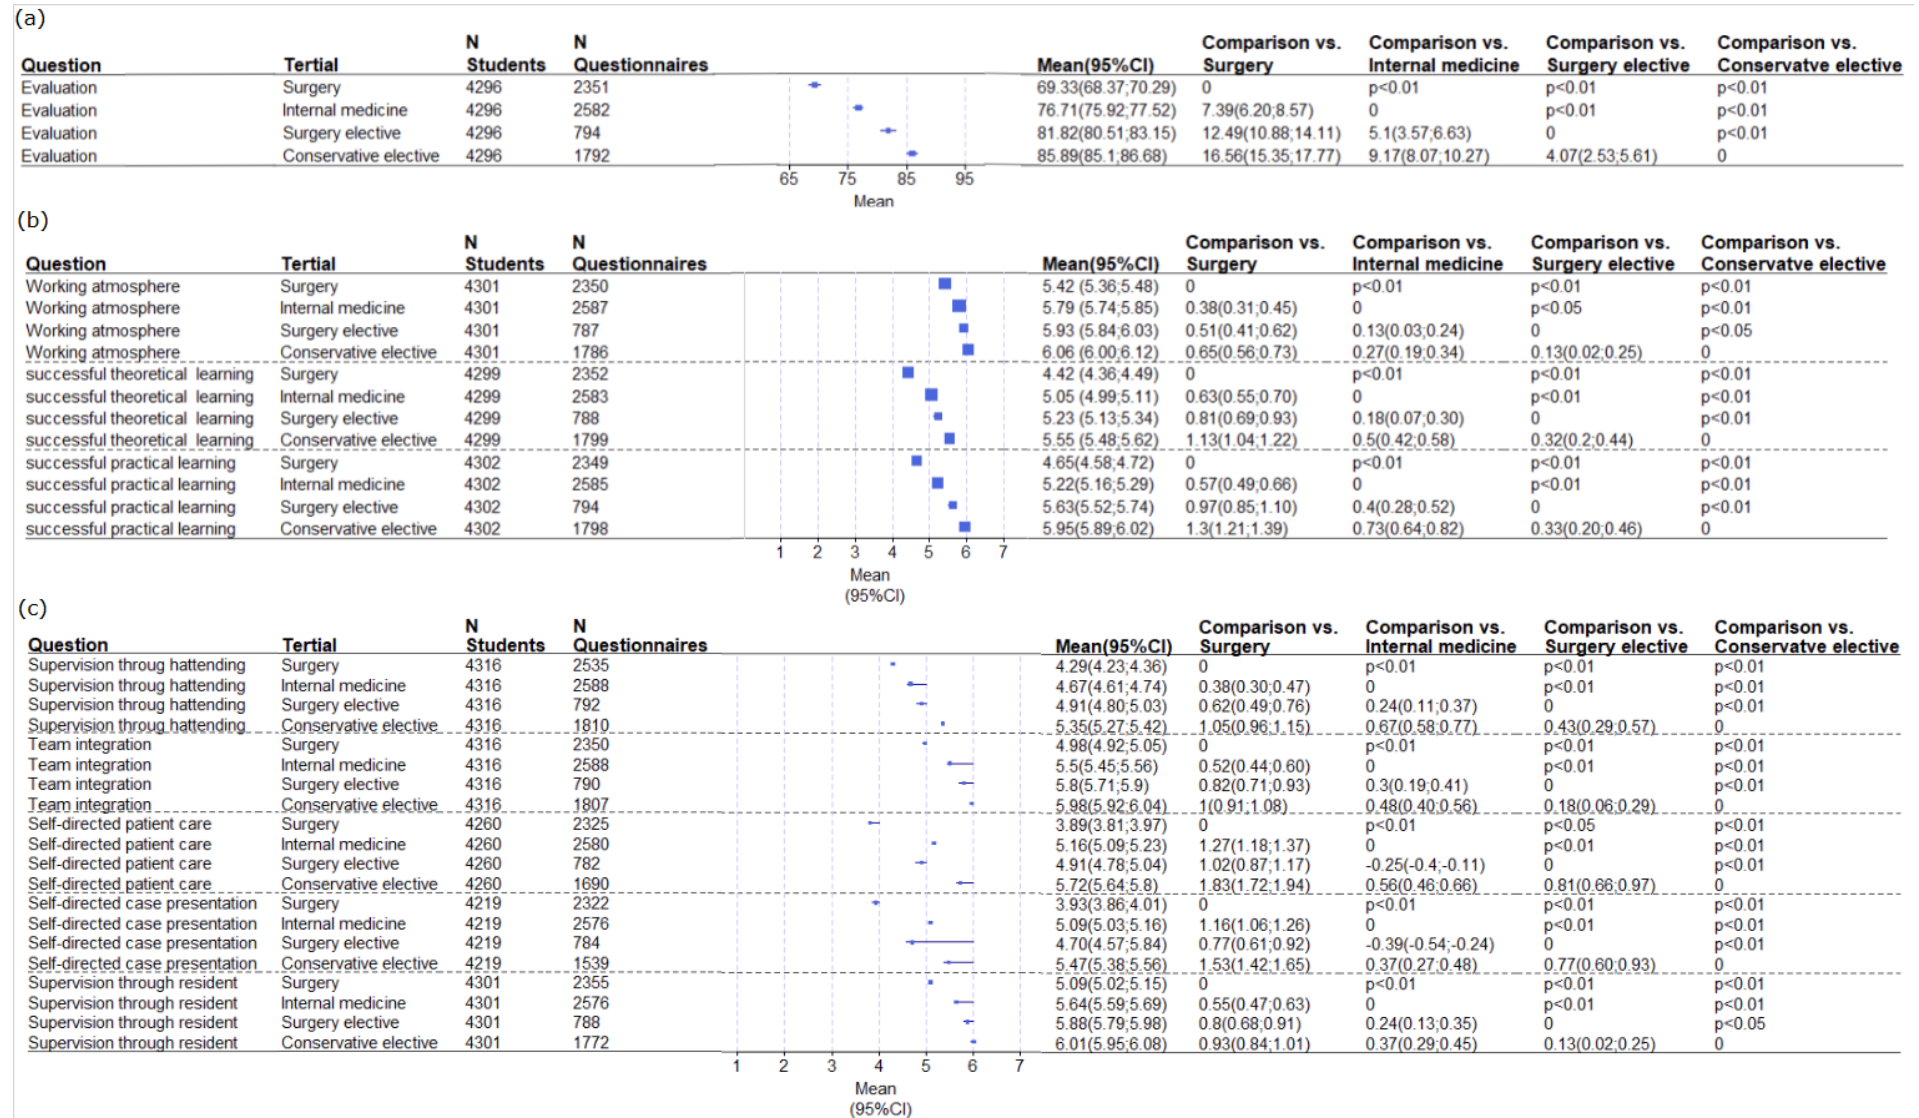 (a)
N N Comparison vs. Comparison vs. Comparison vs. Comparison vs.
Question Tertial Students Questionnaires Mean(95%CI) Surgery Internal medicine Surgery elective Conservatve elective
Evaluation Surgery 4296 2351 69.33(68.37;70.29) 0 p<0.01 p<0.01 p<0.01
Evaluation Internal medicine 4296 2582 76.71(75.92;77.52) 7.39(6.20;8.57) 0 p<0.01 p<0.01
Evaluation Surgery elective 4296 794 81.82(80.51;83.15) 12.49(10.88;14.11) 5.1(3.57;6.63) 0 p<0.01
Evaluation Conservative elective 4296 1792 85.89(85.1;86.68) 16.56(15.35;17.77) 9.17(8.07;10.27) 4.07(2.53;5.61) 0
65 75 85 95
Mean
(b)
N N Comparison vs. Comparison vs. Comparison vs. Comparison vs.
Question Tertial Students Questionnaires Mean(95%CI) Surgery Internal medicine Surgery elective Conservatve elective
Working atmosphere Surgery 4301 2350 5.42 (5.36;5.48) 0 p<0.01 p<0.01 p<0.01
Working atmosphere Internal medicine 4301 2587 5.79 (5.74;5.85) 0.38(0.31;0.45) 0 p<0.05 p<0.01
Working atmosphere Surgery elective 4301 787 5.93 (5.84;6.03) 0.51(0.41;0.62) 0.13(0.03;0.24) 0 p<0.05
Working atmosphere Conservative elective 4301 1786 6.06 (6.00;6.12) 0.65(0.56;0.73) 0.27(0.19;0.34) 0.13(0.02;0.25) 0
successful theoretical learning Surgery 4299 2352 4.42 (4.36;4.49) 0 p<0.01 p<0.01 p<0.01
successful theoretical learning Internal medicine 4299 2583 5.05 (4.99;5.11) 0.63(0.55;0.70) 0 p<0.01 p<0.01
successful theoretical learning Surgery elective 4299 788 5.23 (5.13;5.34) 0.81(0.69;0.93) 0.18(0.07;0.30) 0 p<0.01
successful theoretical learning Conservative elective 4299 1799 5.55 (5.48;5.62) 1.13(1.04;1.22) 0.5(0.42;0.58) 0.32(0.2;0.44) 0
successful practical learning Surgery 4302 2349 4.65(4.58;4.72) 0 p<0.01 p<0.01 p<0.01
successful practical learning Internal medicine 4302 2585 5.22(5.16;5.29) 0.57(0.49;0.66) 0 p<0.01 p<0.01
successful practical learning Surgery elective 4302 794 5.63(5.52;5.74) 0.97(0.85;1.10) 0.4(0.28;0.52) 0 p<0.01
successful practical learning Conservative elective 4302 1798 5.95(5.89;6.02) 1.3(1.21;1.39) 0.73(0.64;0.82) 0.33(0.20;0.46) 0
1 2 3 4 5 6 7
Mean
(95%CI)
(c)
N N Comparison vs. Comparison vs. Comparison vs. Comparison vs.
Question Tertial Students Questionnaires Mean(95%CI) Surgery Internal medicine Surgery elective Conservatve elective
Supervision throug hattending Surgery 4316 2535 4.29(4.23;4.36) 0 p<0.01 p<0.01 p<0.01
Supervision throug hattending Internal medicine 4316 2588 4.67(4.61;4.74) 0.38(0.30;0.47) 0 p<0.01 p<0.01
Supervision throug hattending Surgery elective 4316 792 4.91(4.80;5.03) 0.62(0.49;0.76) 0.24(0.11;0.37) 0 p<0.01
Supervision throug hattending Conservative elective 4316 1810 5.35(5.27;5.42) 1.05(0.96;1.15) 0.67(0.58;0.77) 0.43(0.29;0.57) 0
Team integration Surgery 4316 2350 4.98(4.92;5.05) 0 p<0.01 p<0.01 p<0.01
Team integration Internal medicine 4316 2588 5.5(5.45;5.56) 0.52(0.44;0.60) 0 p<0.01 p<0.01
Team integration Surgery elective 4316 790 5.8(5.71;5.9) 0.82(0.71;0.93) 0.3(0.19;0.41) 0 p<0.01
Team integration Conservative elective 4316 1807 5.98(5.92;6.04) 1(0.91;1.08) 0.48(0.40;0.56) 0.18(0.06;0.29) 0
Self-directed patient care Surgery 4260 2325 3.89(3.81;3.97) 0 p<0.01 p<0.05 p<0.01
Self-directed patient care Internal medicine 4260 2580 5.16(5.09;5.23) 1.27(1.18;1.37) 0 p<0.01 p<0.01
Self-directed patient care Surgery elective 4260 782 4.91(4.78;5.04) 1.02(0.87;1.17) -0.25(-0.4;-0.11) 0 p<0.01
Self-directed patient care Conservative elective 4260 1690 5.72(5.64;5.8) 1.83(1.72;1.94) 0.56(0.46;0.66) 0.81(0.66;0.97) 0
Self-directed case presentation Surgery 4219 2322 3.93(3.86;4.01) 0 p<0.01 p<0.01 p<0.01
Self-directed case presentation Internal medicine 4219 2576 5.09(5.03;5.16) 1.16(1.06;1.26) 0 p<0.01 p<0.01
Self-directed case presentation Surgery elective 4219 784 4.70(4.57;5.84) 0.77(0.61;0.92) -0.39(-0.54;-0.24) 0 p<0.01
Self-directed case presentation Conservative elective 4219 1539 5.47(5.38;5.56) 1.53(1.42;1.65) 0.37(0.27;0.48) 0.77(0.60;0.93) 0
Supervision through resident Surgery 4301 2355 5.09(5.02;5.15) 0 p<0.01 p<0.01 p<0.01
Supervision through resident Internal medicine 4301 2576 5.64(5.59;5.69) 0.55(0.47;0.63) 0 p<0.01 p<0.01
Supervision through resident Surgery elective 4301 788 5.88(5.79;5.98) 0.8(0.68;0.91) 0.24(0.13;0.35) 0 p<0.05
Supervision through resident Conservative elective 4301 1772 6.01(5.95;6.08) 0.93(0.84;1.01) 0.37(0.29;0.45) 0.13(0.02;0.25) 0
1 2 3 4 5 6 7
Mean
(95%CI)